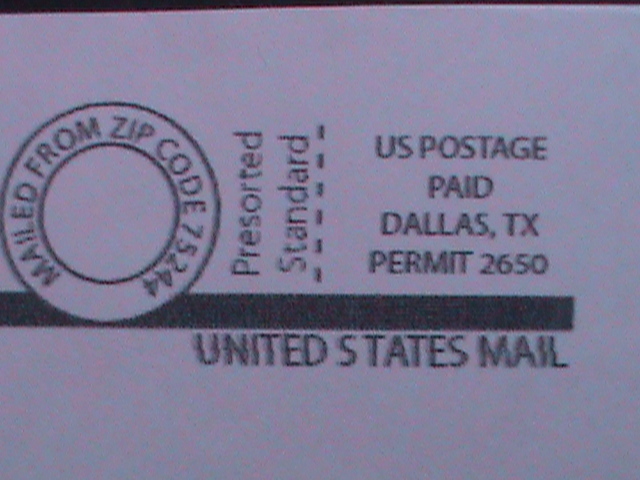 MAILED FROM ZIP CODE 75244
Presorted
Standard
US POSTAGE
PAID
DALLAS, TX
PERMIT 2650
UNITED STATES MAIL